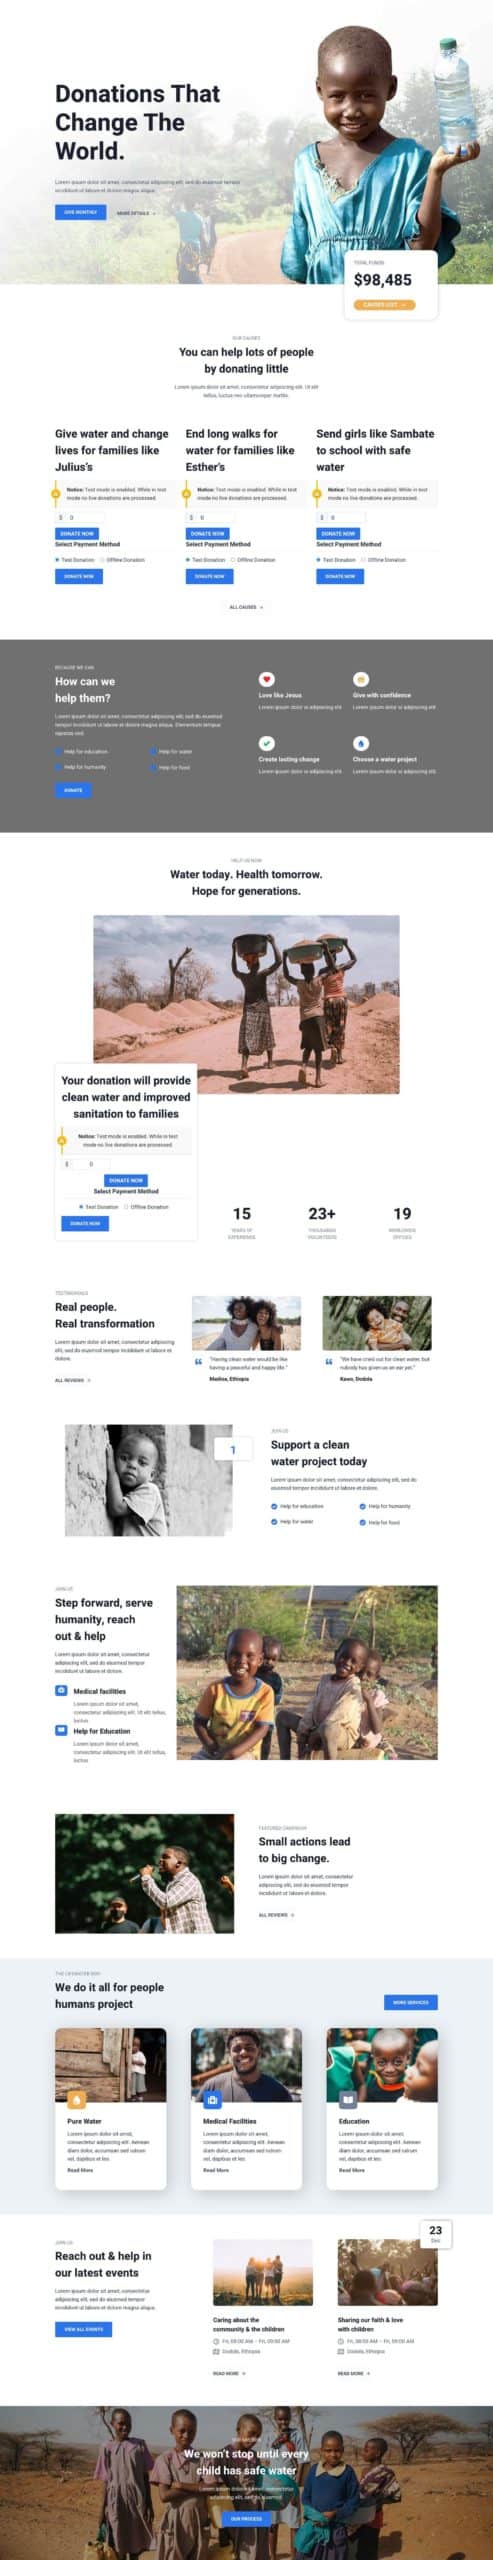 Donations That
Change The
World.
Lorem ipsum dolor sit amet, consectetur adipiscing elit, sed do eiusmod tempor
incididunt ut labore et dolore magna aliqua.
GIVE MONTHLY
MORE DETAILS →
TOTAL FUNDS
$98,485
CAUSES LIST →
OUR CAUSES
You can help lots of people
by donating little
Lorem ipsum dolor sit amet, consectetur adipiscing elit. Ut elit
tellus, luctus nec ullamcorper mattis.
Give water and change
lives for families like
Julius's
Notice: Test mode is enabled. While in test
mode no live donations are processed.
$ 0
DONATE NOW
Select Payment Method
Test Donation Offline Donation
DONATE NOW
End long walks for
water for families like
Esther's
Notice: Test mode is enabled. While in test
mode no live donations are processed.
$ 0
DONATE NOW
Select Payment Method
Test Donation Offline Donation
DONATE NOW
Send girls like Sambate
to school with safe
water
Notice: Test mode is enabled. While in test
mode no live donations are processed.
$ 0
DONATE NOW
Select Payment Method
Test Donation Offline Donation
DONATE NOW
ALL CAUSES →
BECAUSE WE CAN
How can we
help them?
Lorem ipsum dolor sit amet, consectetur adipiscing elit, sed do eiusmod
tempor incididunt ut labore et dolore magna aliqua. Elementum tempus
egestas sed.
Help for education
Help for water
Help for humanity
Help for food
DONATE
Love like Jesus
Lorem ipsum dolor si adipiscing elit.
Give with confidence
Lorem ipsum dolor si adipiscing elit.
Create lasting change
Lorem ipsum dolor si adipiscing elit.
Choose a water project
Lorem ipsum dolor si adipiscing elit.
HELP US NOW
Water today. Health tomorrow.
Hope for generations.
Your donation will provide
clean water and improved
sanitation to families
Notice: Test mode is enabled. While in test
mode no live donations are processed.
$ 0
DONATE NOW
Select Payment Method
Test Donation Offline Donation
DONATE NOW
15
YEARS OF
EXPERIENCE
23+
THOUSANDS
VOLUNTEERS
19
WORLDWIDE
OFFICES
TESTIMONIALS
Real people.
Real transformation
Lorem ipsum dolor sit amet, consectetur adipiscing
elit, sed do eiusmod tempor incididunt ut labore et
dolore.
ALL REVIEWS →
"Having clean water would be like
having a peaceful and happy life."
Madina, Ethiopia
"We have cried out for clean water, but
nobody has given us an ear yet."
Kawo, Dodola
1
JOIN US
Support a clean
water project today
Lorem ipsum dolor sit amet, consectetur adipiscing elit, sed do
eiusmod tempor incididunt ut labore et dolore.
Help for education
Help for humanity
Help for water
Help for food
JOIN US
Step forward, serve
humanity, reach
out & help
Lorem ipsum dolor sit amet, consectetur
adipiscing elit, sed do eiusmod tempor
incididunt ut labore et dolore.
Medical facilities
Lorem ipsum dolor sit amet,
consectetur adipiscing elit. Ut elit tellus,
luctus
Help for Education
Lorem ipsum dolor sit amet,
consectetur adipiscing elit. Ut elit tellus,
luctus
FEATURED CAMPAIGN
Small actions lead
to big change.
Lorem ipsum dolor sit amet, consectetur
adipiscing elit, sed do eiusmod tempor
incididunt ut labore et dolore.
ALL REVIEWS →
We do it all for people
humans project
MORE SERVICES
Pure Water
Lorem ipsum dolor sit amet,
consectetur adipiscing elit. Aenean
diam dolor, accumsan sed rutrum
vel, dapibus et leo.
Read More
Medical Facilities
Lorem ipsum dolor sit amet,
consectetur adipiscing elit. Aenean
diam dolor, accumsan sed rutrum
vel, dapibus et leo.
Read More
Education
Lorem ipsum dolor sit amet,
consectetur adipiscing elit. Aenean
diam dolor, accumsan sed rutrum
vel, dapibus et leo.
Read More
JOIN US
Reach out & help in
our latest events
Lorem ipsum dolor sit amet, consectetur
adipiscing elit, sed do eiusmod tempor
incididunt ut labore et dolore magna aliqua.
VIEW ALL EVENTS
Caring about the
community & the children
Fri, 08:00 AM – Fri, 09:00 AM
Dodola, Ethiopia
READ MORE →
23
Dec
Sharing our faith & love
with children
Fri, 08:00 AM – Fri, 09:00 AM
Dodola, Ethiopia
READ MORE →
We won't stop until every
child has safe water
Lorem ipsum dolor sit amet, consectetur
adipiscing elit, sed do eiusmod
OUR PROCESS